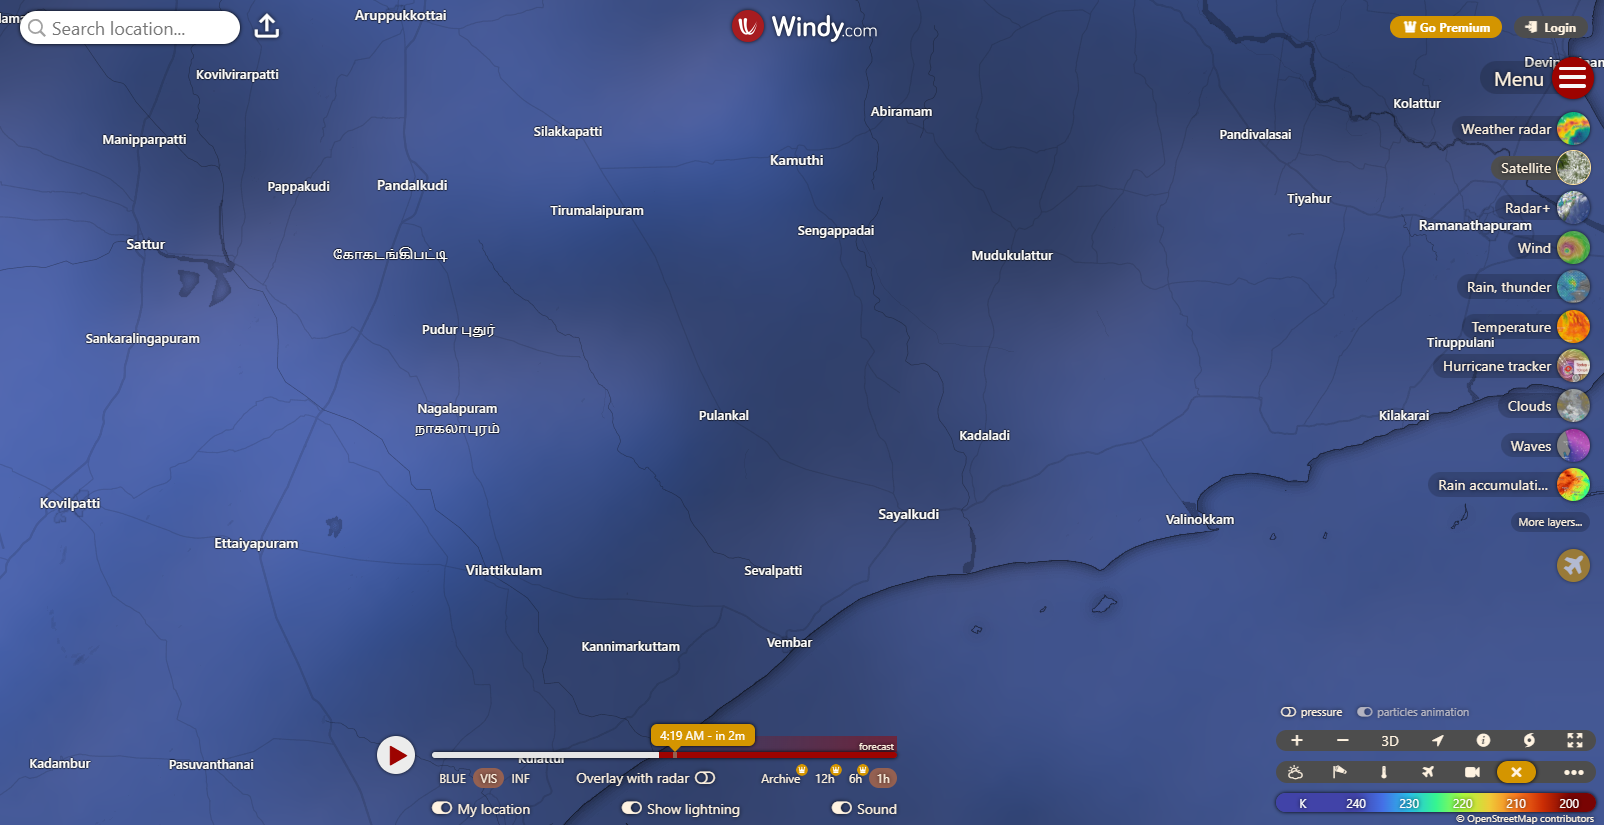 Aruppukkottai
Search location...
Windy.com
Go Premium
Login
Kovilvirarpatti
Menu
Kolattur
Abiramam
Silakkapatti
Weather radar
Pandivalasai
Manipparpatti
Kamuthi
Satellite
Pappakudi
Pandalkudi
Tiyahur
Radar+
Tirumalaipuram
Ramanathapuram
Sengappadai
Sattur
Wind
கோகடங்கிபட்டி
Mudukulattur
Rain, thunder
Temperature
Pudur புதூர்
Sankaralingapuram
Tiruppulani
Hurricane tracker
Clouds
Nagalapuram
நாகலாபுரம்
Pulankal
Kilakarai
Kadaladi
Waves
Rain accumulati...
Kovilpatti
Sayalkudi
Valinokkam
More layers...
Ettaiyapuram
Vilattikulam
Sevalpatti
Kannimarkuttam
Vembar
pressure
particles animation
4:19 AM - in 2m
forecast
3D
Kadambur
Pasuvanthanai
BLUE VIS INF
Overlay with radar
Archive 12h 6h 1h
My location
Show lightning
Sound
K 240 230 220 210 200
© OpenStreetMap contributors